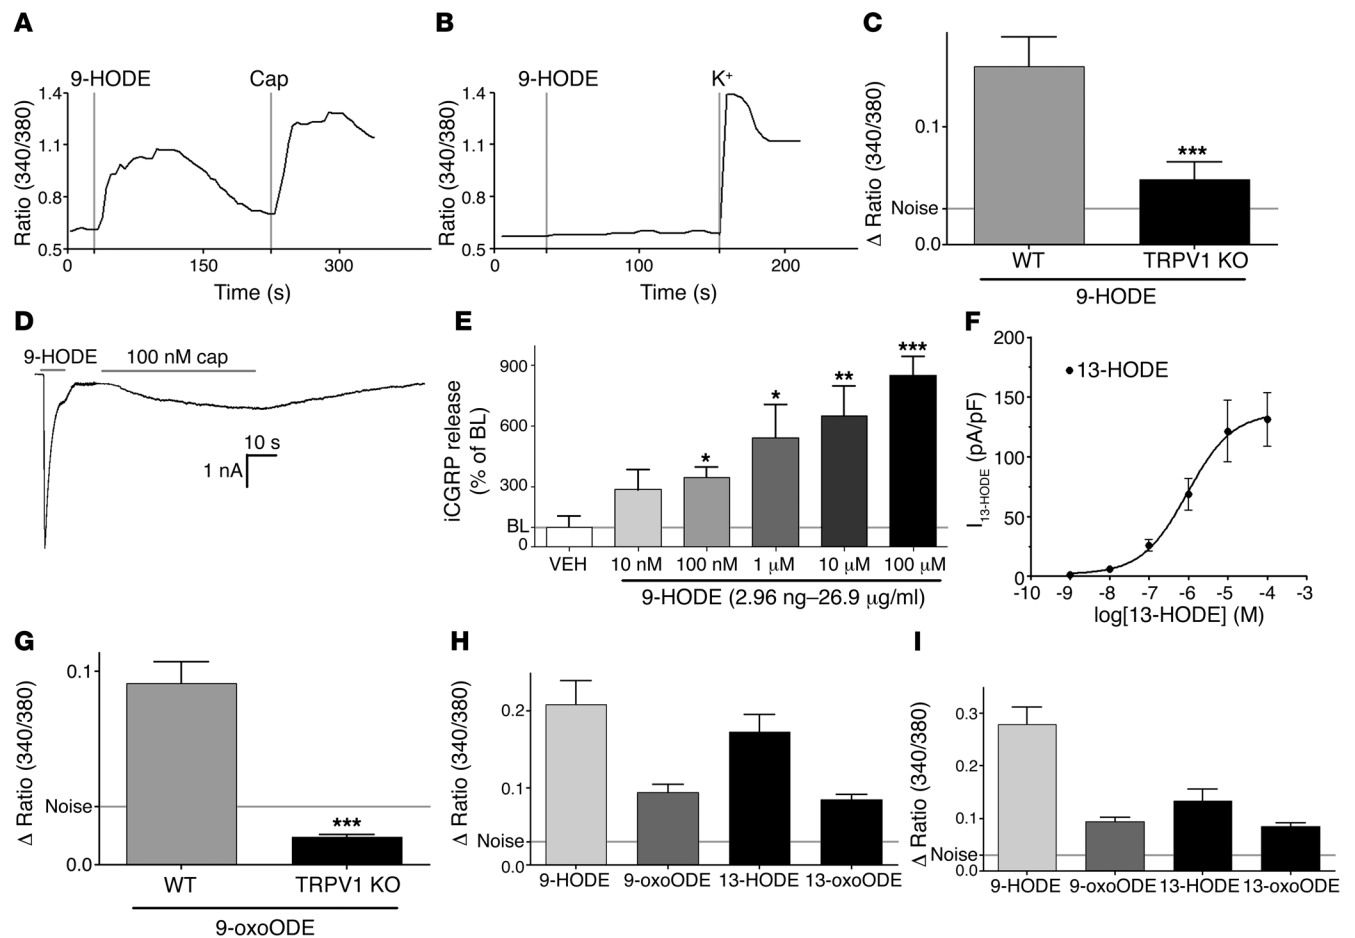 A
9-HODE
Cap
Ratio (340/380)
1.4
1.1
0.8
0.5
0
150
300
Time (s)
B
9-HODE
K⁺
Ratio (340/380)
1.4
1.1
0.8
0.5
0
100
200
Time (s)
C
Δ Ratio (340/380)
0.1
Noise
0.0
***
WT
TRPV1 KO
9-HODE
D
9-HODE
100 nM cap
10 s
1 nA
E
iCGRP release
(% of BL)
900
600
300
BL
0
*
*
**
***
VEH
10 nM
100 nM
1 μM
10 μM
100 μM
9-HODE (2.96 ng–26.9 μg/ml)
F
I13-HODE (pA/pF)
200
150
100
50
0
13-HODE
-10
-9
-8
-7
-6
-5
-4
-3
log[13-HODE] (M)
G
Δ Ratio (340/380)
0.1
Noise
0.0
***
WT
TRPV1 KO
9-oxoODE
H
Δ Ratio (340/380)
0.2
0.1
Noise
0.0
9-HODE
9-oxoODE
13-HODE
13-oxoODE
I
Δ Ratio (340/380)
0.3
0.2
0.1
Noise
0.0
9-HODE
9-oxoODE
13-HODE
13-oxoODE